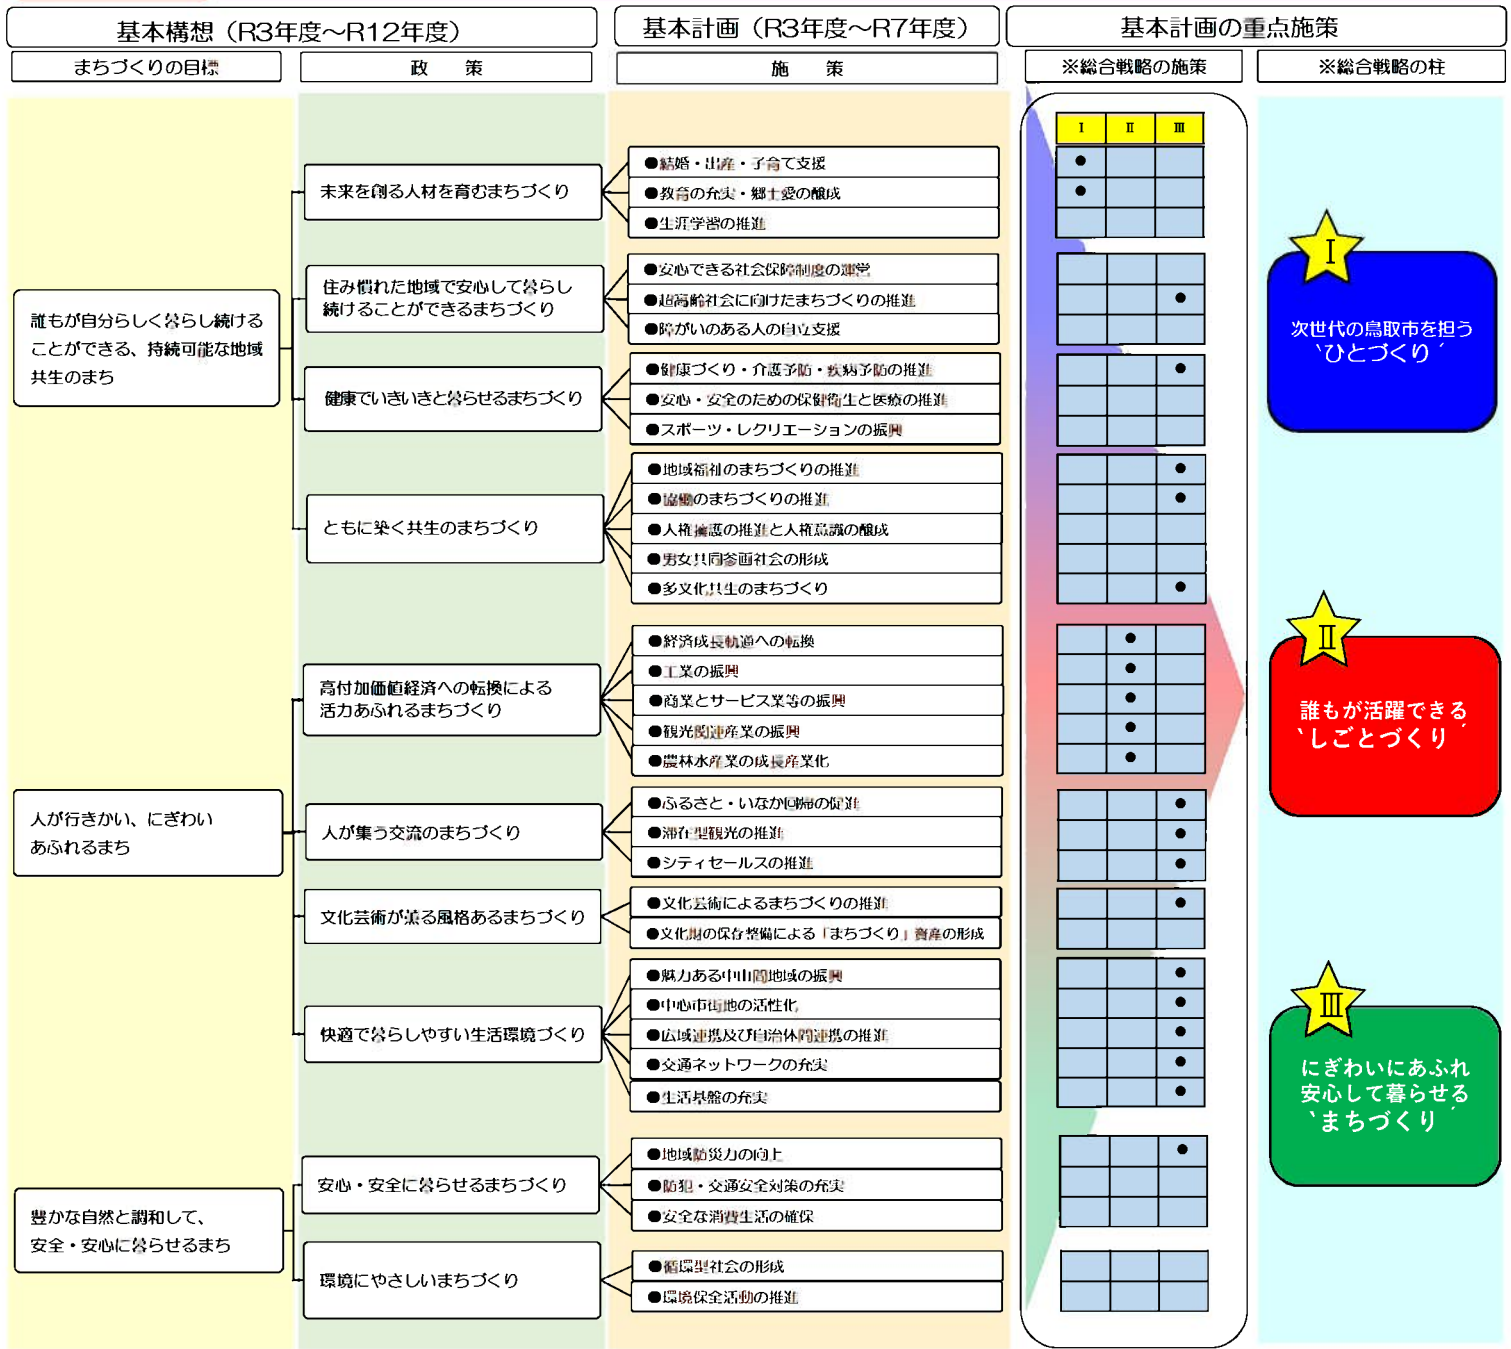 基本構想（R3年度～R12年度）
基本計画（R3年度～R7年度）
基本計画の重点施策
まちづくりの目標
政　策
施　策
※総合戦略の施策
※総合戦略の柱
Ⅰ Ⅱ Ⅲ
誰もが自分らしく暮らし続ける
ことができる、持続可能な地域
共生のまち
未来を創る人材を育むまちづくり
●結婚・出産・子育て支援
●
●教育の充実・郷土愛の醸成
●
●生涯学習の推進
住み慣れた地域で安心して暮らし
続けることができるまちづくり
●安心できる社会保障制度の運営
●超高齢社会に向けたまちづくりの推進
●
●障がいのある人の自立支援
健康でいきいきと暮らせるまちづくり
●健康づくり・介護予防・疾病予防の推進
●
●安心・安全のための保健衛生と医療の推進
●スポーツ・レクリエーションの振興
ともに築く共生のまちづくり
●地域福祉のまちづくりの推進
●
●協働のまちづくりの推進
●
●人権擁護の推進と人権意識の醸成
●男女共同参画社会の形成
●多文化共生のまちづくり
●
人が行きかい、にぎわい
あふれるまち
高付加価値経済への転換による
活力あふれるまちづくり
●経済成長軌道への転換
●
●工業の振興
●
●商業とサービス業等の振興
●
●観光関連産業の振興
●
●農林水産業の成長産業化
●
人が集う交流のまちづくり
●ふるさと・いなか回帰の促進
●
●滞在型観光の推進
●
●シティセールスの推進
●
文化芸術が薫る風格あるまちづくり
●文化芸術によるまちづくりの推進
●
●文化財の保存整備による「まちづくり」資産の形成
快適で暮らしやすい生活環境づくり
●魅力ある中山間地域の振興
●
●中心市街地の活性化
●
●広域連携及び自治体間連携の推進
●
●交通ネットワークの充実
●
●生活基盤の充実
●
豊かな自然と調和して、
安全・安心に暮らせるまち
安心・安全に暮らせるまちづくり
●地域防災力の向上
●
●防犯・交通安全対策の充実
●安全な消費生活の確保
環境にやさしいまちづくり
●循環型社会の形成
●環境保全活動の推進
Ⅰ
次世代の鳥取市を担う
‵ひとづくり′
Ⅱ
誰もが活躍できる
‵しごとづくり′
Ⅲ
にぎわいにあふれ
安心して暮らせる
‵まちづくり′